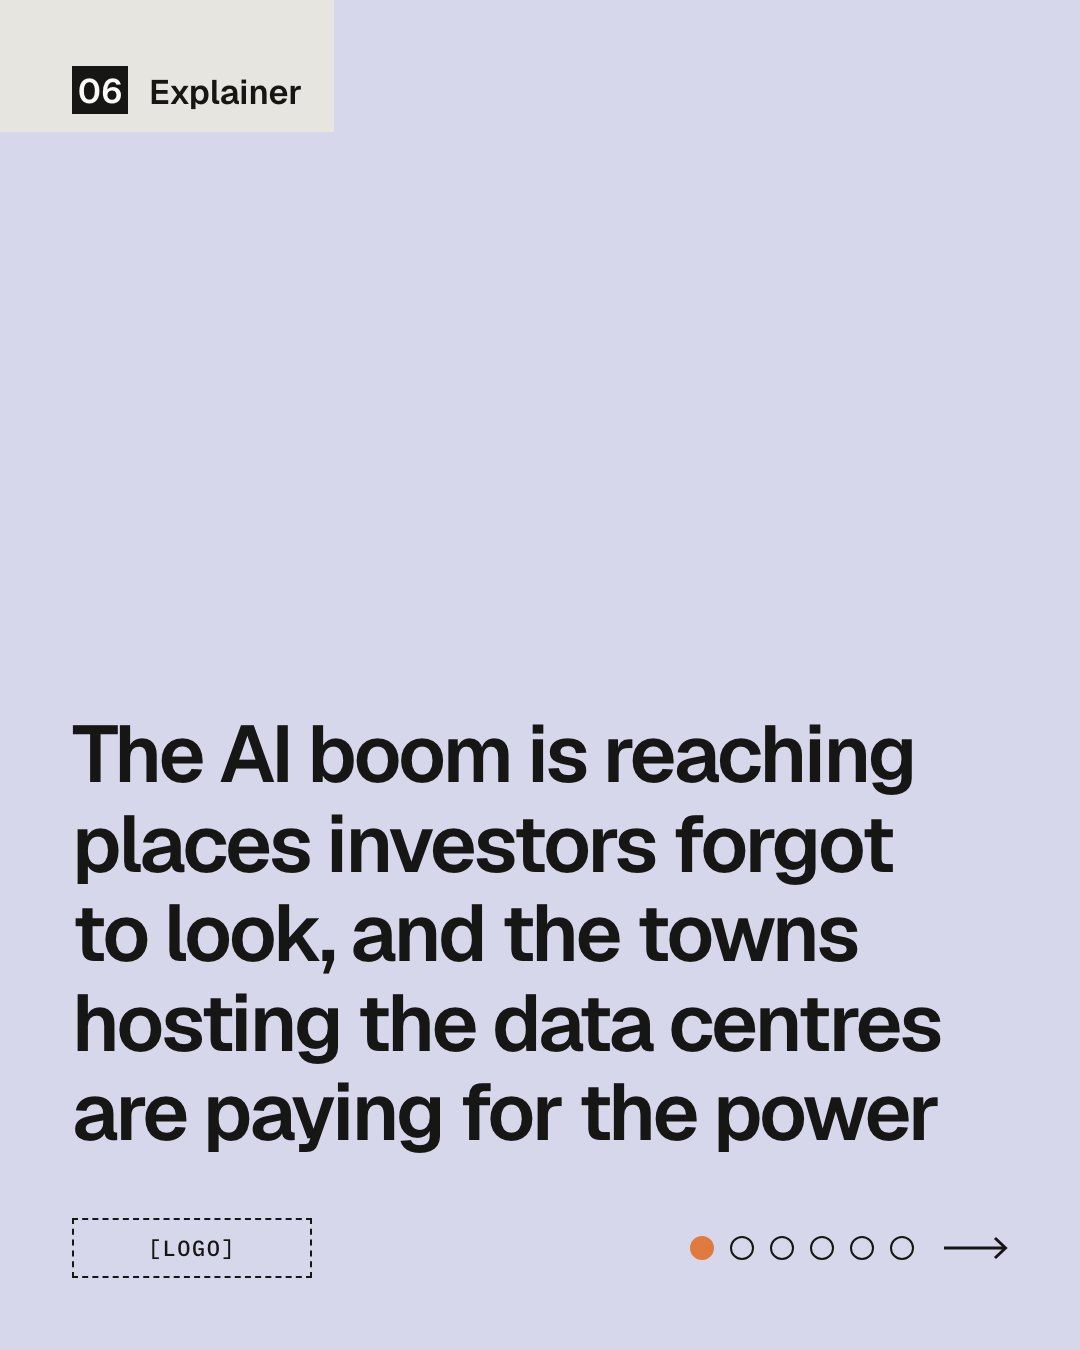 06 Explainer
The AI boom is reaching
places investors forgot
to look, and the towns
hosting the data centres
are paying for the power
[LOGO]